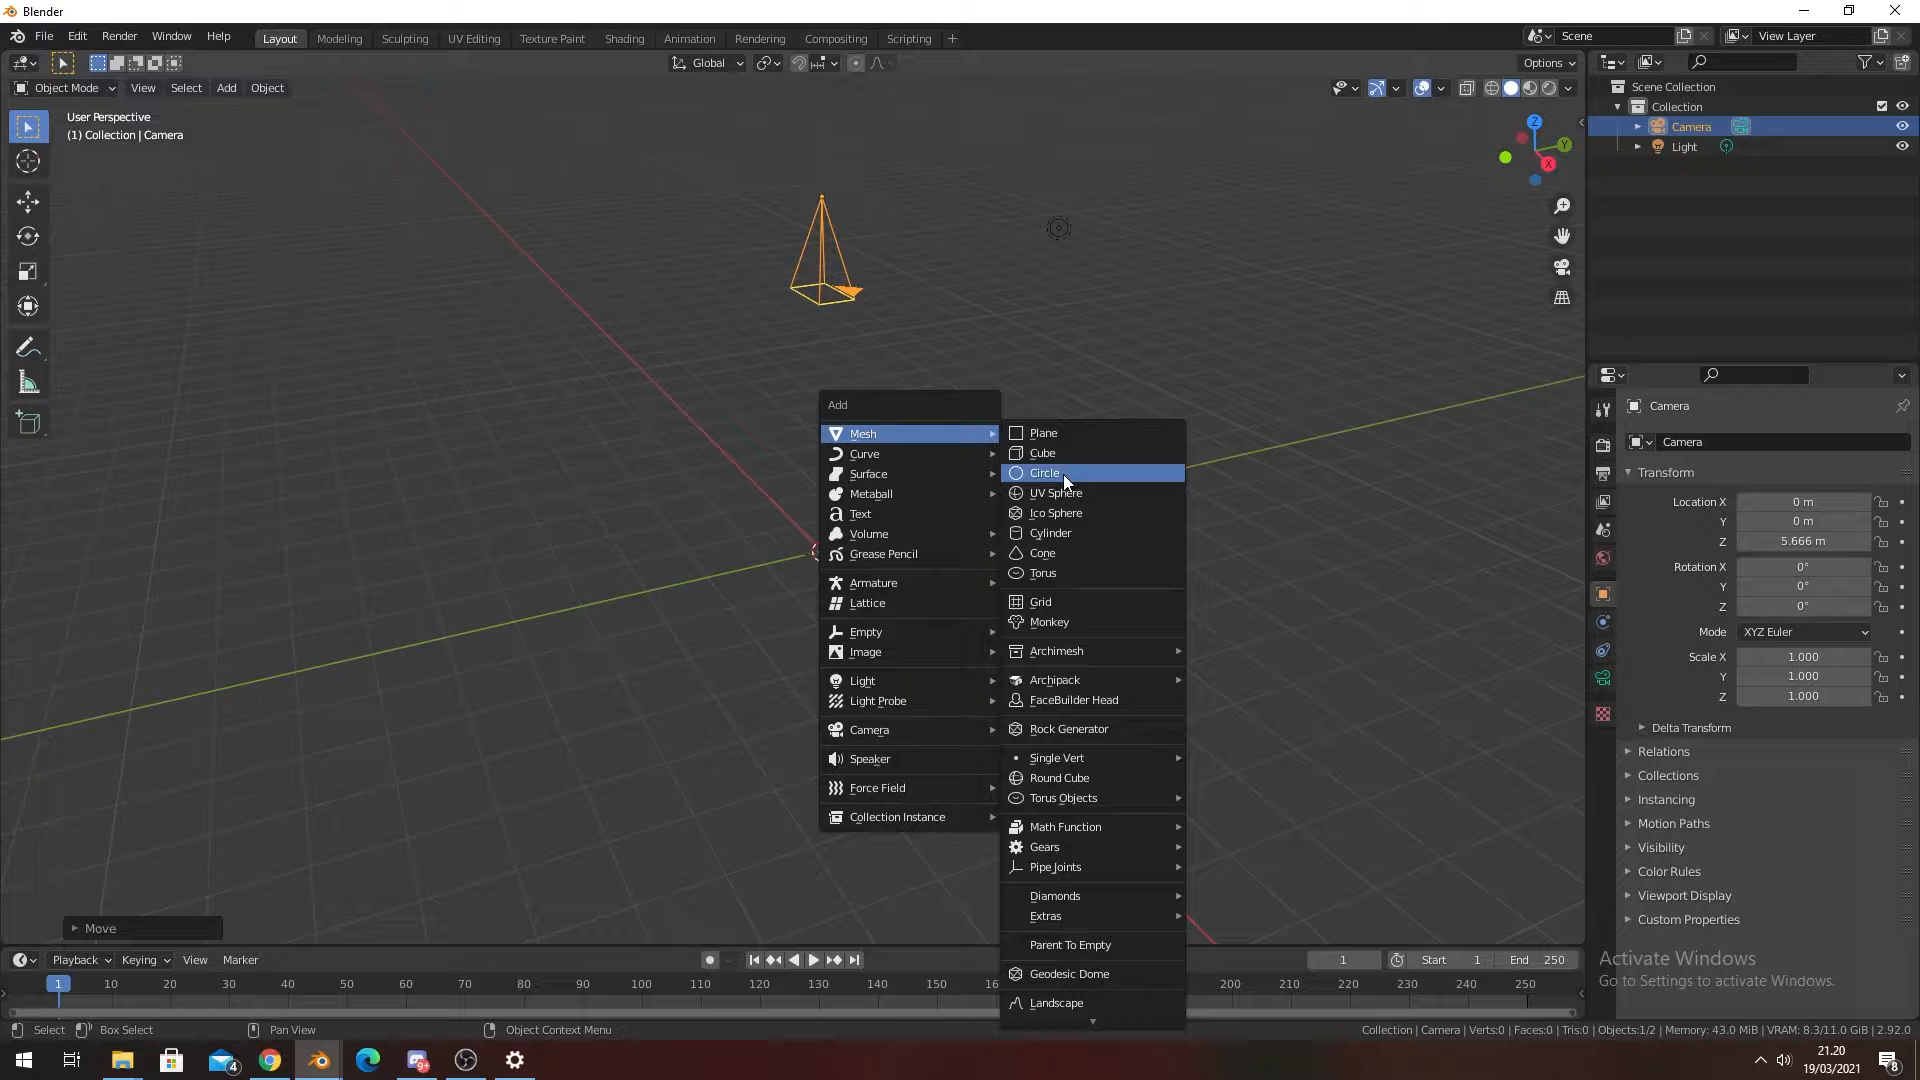 Blender
File Edit Render Window Help
Layout Modeling Sculpting UV Editing Texture Paint Shading Animation Rendering Compositing Scripting +
Scene
View Layer
Global
Options
Object Mode View Select Add Object
User Perspective
(1) Collection | Camera
Z
Y
X
Scene Collection
Collection
Camera
Light
Add
Mesh
Curve
Surface
Metaball
Text
Volume
Grease Pencil
Armature
Lattice
Empty
Image
Light
Light Probe
Camera
Speaker
Force Field
Collection Instance
Plane
Cube
Circle
UV Sphere
Ico Sphere
Cylinder
Cone
Torus
Grid
Monkey
Archimesh
Archipack
FaceBuilder Head
Rock Generator
Single Vert
Round Cube
Torus Objects
Math Function
Gears
Pipe Joints
Diamonds
Extras
Parent To Empty
Geodesic Dome
Landscape
Camera
Camera
Transform
Location X 0 m
Y 0 m
Z 5.666 m
Rotation X 0°
Y 0°
Z 0°
Mode XYZ Euler
Scale X 1.000
Y 1.000
Z 1.000
Delta Transform
Relations
Collections
Instancing
Motion Paths
Visibility
Color Rules
Viewport Display
Custom Properties
Activate Windows
Go to Settings to activate Windows.
Move
Playback Keying View Marker
1 Start 1 End 250
1 10 20 30 40 50 60 70 80 90 100 110 120 130 140 150 16 200 210 220 230 240 250
Select Box Select Pan View Object Context Menu
Collection | Camera | Verts:0 | Faces:0 | Tris:0 | Objects:1/2 | Memory: 43.0 MiB | VRAM: 8.3/11.0 GiB | 2.92.0
4
9+
21.20
19/03/2021
8